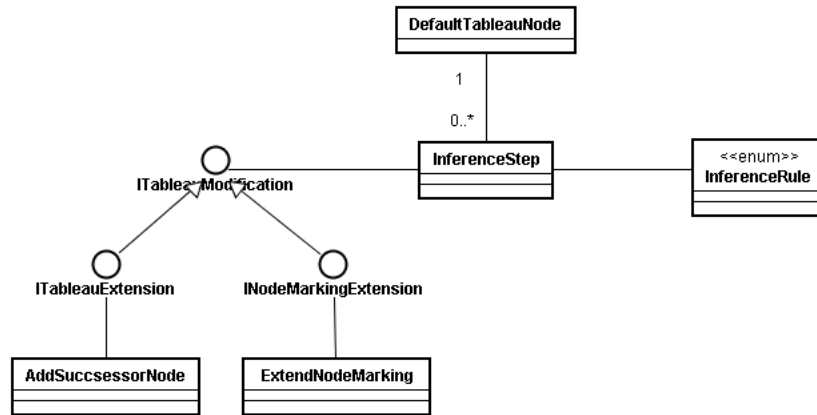 DefaultTableauNode
1
0..*
InferenceStep
<<enum>>
InferenceRule
ITableauModification
ITableauExtension
INodeMarkingExtension
AddSuccsessorNode
ExtendNodeMarking